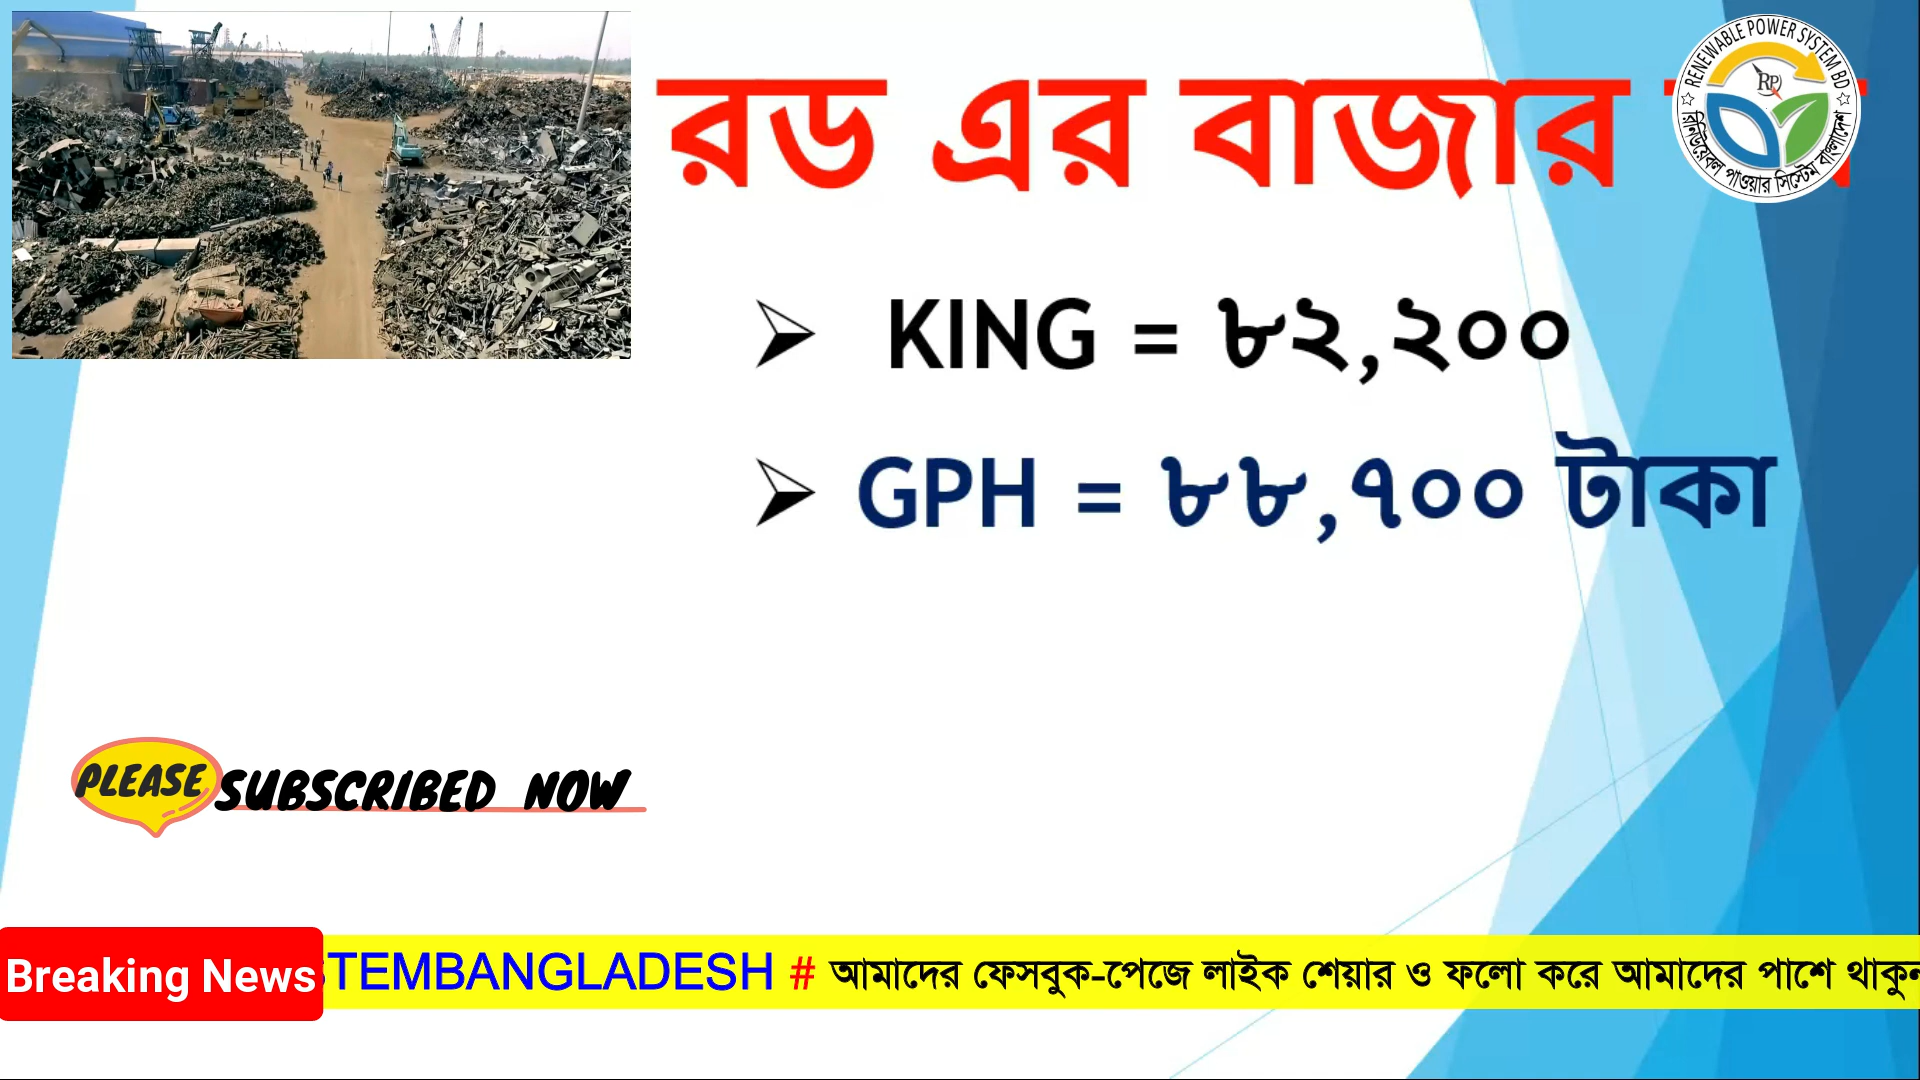 রড এর বাজার
RENEWABLE POWER SYSTEM BD
RP
রিনিউয়েবল পাওয়ার সিস্টেম বাংলাদেশ
KING = ৮২,২০০
GPH = ৮৮,৭০০ টাকা
PLEASE SUBSCRIBED NOW
Breaking News
STEMBANGLADESH # আমাদের ফেসবুক-পেজে লাইক শেয়ার ও ফলো করে আমাদের পাশে